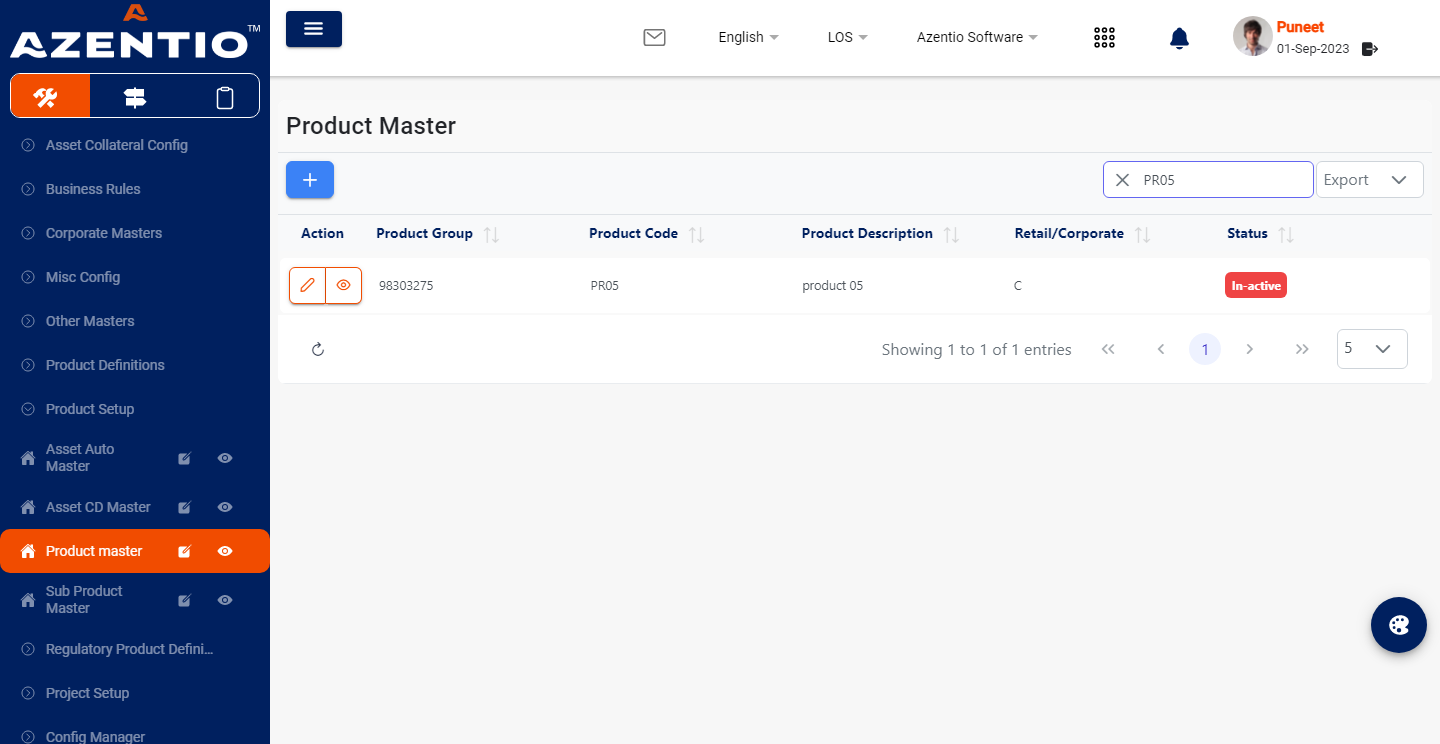 AZENTIO™
English
LOS
Azentio Software
Puneet
01-Sep-2023
Asset Collateral Config
Business Rules
Corporate Masters
Misc Config
Other Masters
Product Definitions
Product Setup
Asset Auto
Master
Asset CD Master
Product master
Sub Product
Master
Regulatory Product Defini...
Project Setup
Config Manager
Product Master
PR05
Export
Action Product Group Product Code Product Description Retail/Corporate Status
98303275 PR05 product 05 C In-active
Showing 1 to 1 of 1 entries
1
5